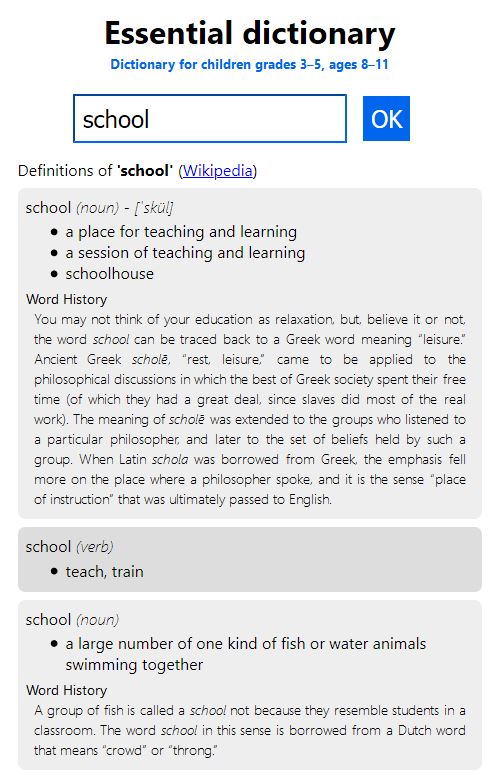 Essential dictionary
Dictionary for children grades 3–5, ages 8–11
school
OK
Definitions of 'school' (Wikipedia)
school (noun) - [ˈskül]
• a place for teaching and learning
• a session of teaching and learning
• schoolhouse
Word History
You may not think of your education as relaxation, but, believe it or not,
the word school can be traced back to a Greek word meaning “leisure.”
Ancient Greek scholē, “rest, leisure,” came to be applied to the
philosophical discussions in which the best of Greek society spent their free
time (of which they had a great deal, since slaves did most of the real
work). The meaning of scholē was extended to the groups who listened to
a particular philosopher, and later to the set of beliefs held by such a
group. When Latin schola was borrowed from Greek, the emphasis fell
more on the place where a philosopher spoke, and it is the sense “place
of instruction” that was ultimately passed to English.
school (verb)
• teach, train
school (noun)
• a large number of one kind of fish or water animals
swimming together
Word History
A group of fish is called a school not because they resemble students in a
classroom. The word school in this sense is borrowed from a Dutch word
that means “crowd” or “throng.”